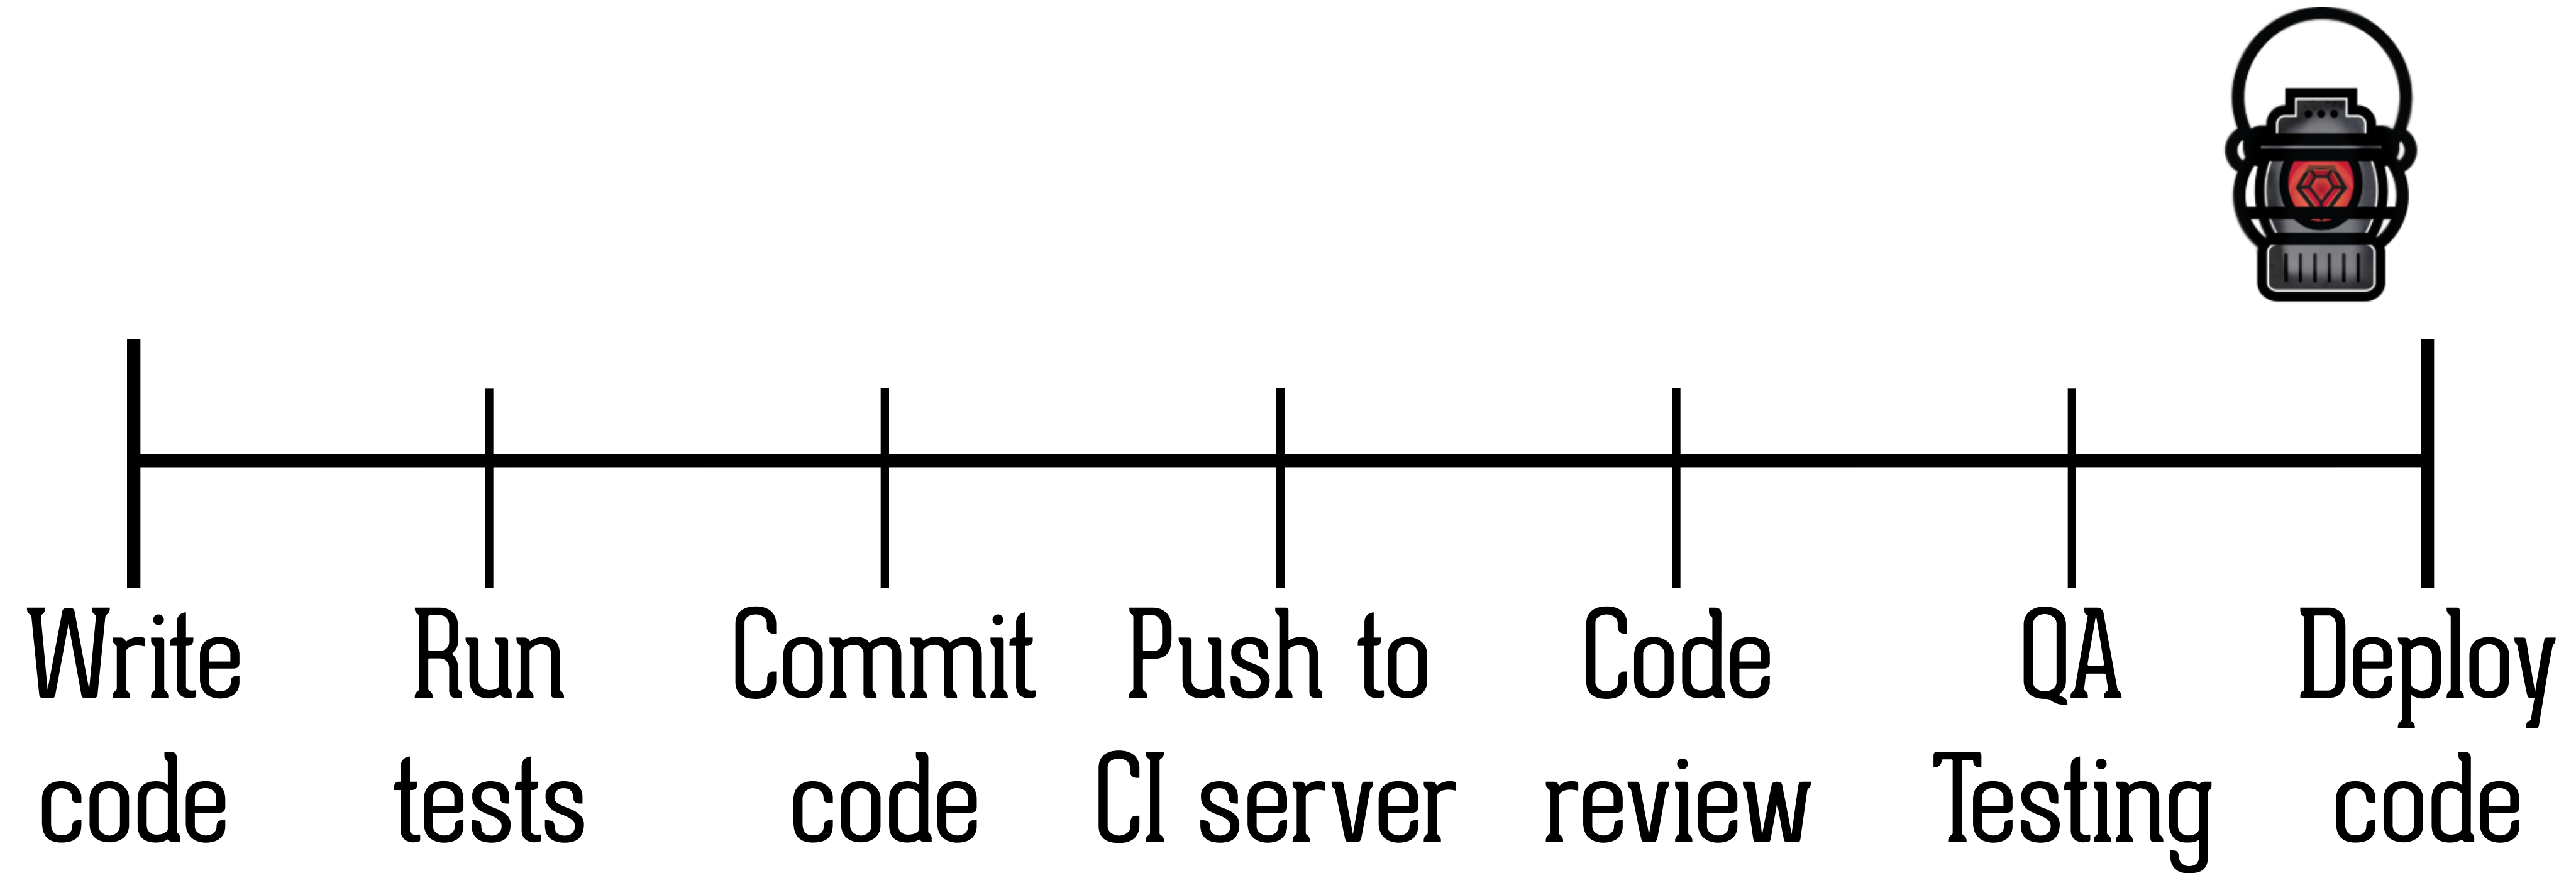 Write
code
Run
tests
Commit
code
Push to
CI server
Code
review
QA
Testing
Deploy
code